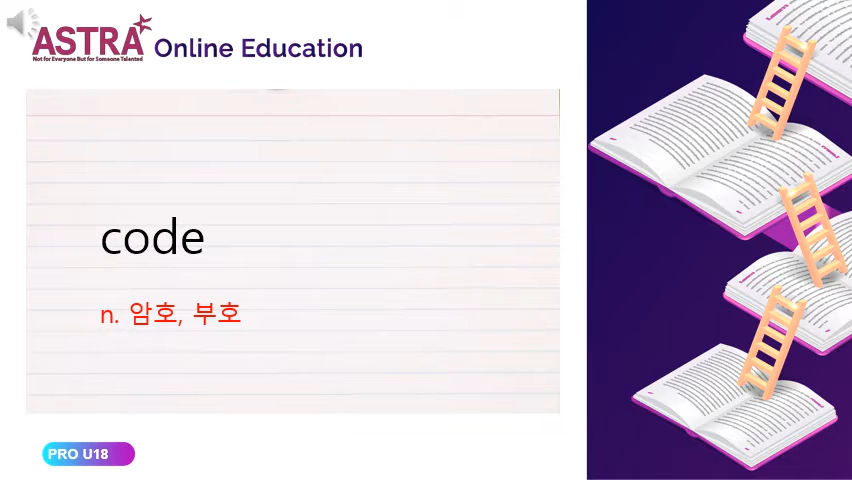 ASTRA
Not for Everyone But for Someone Talented
Online Education
code
n. 암호, 부호
PRO U18